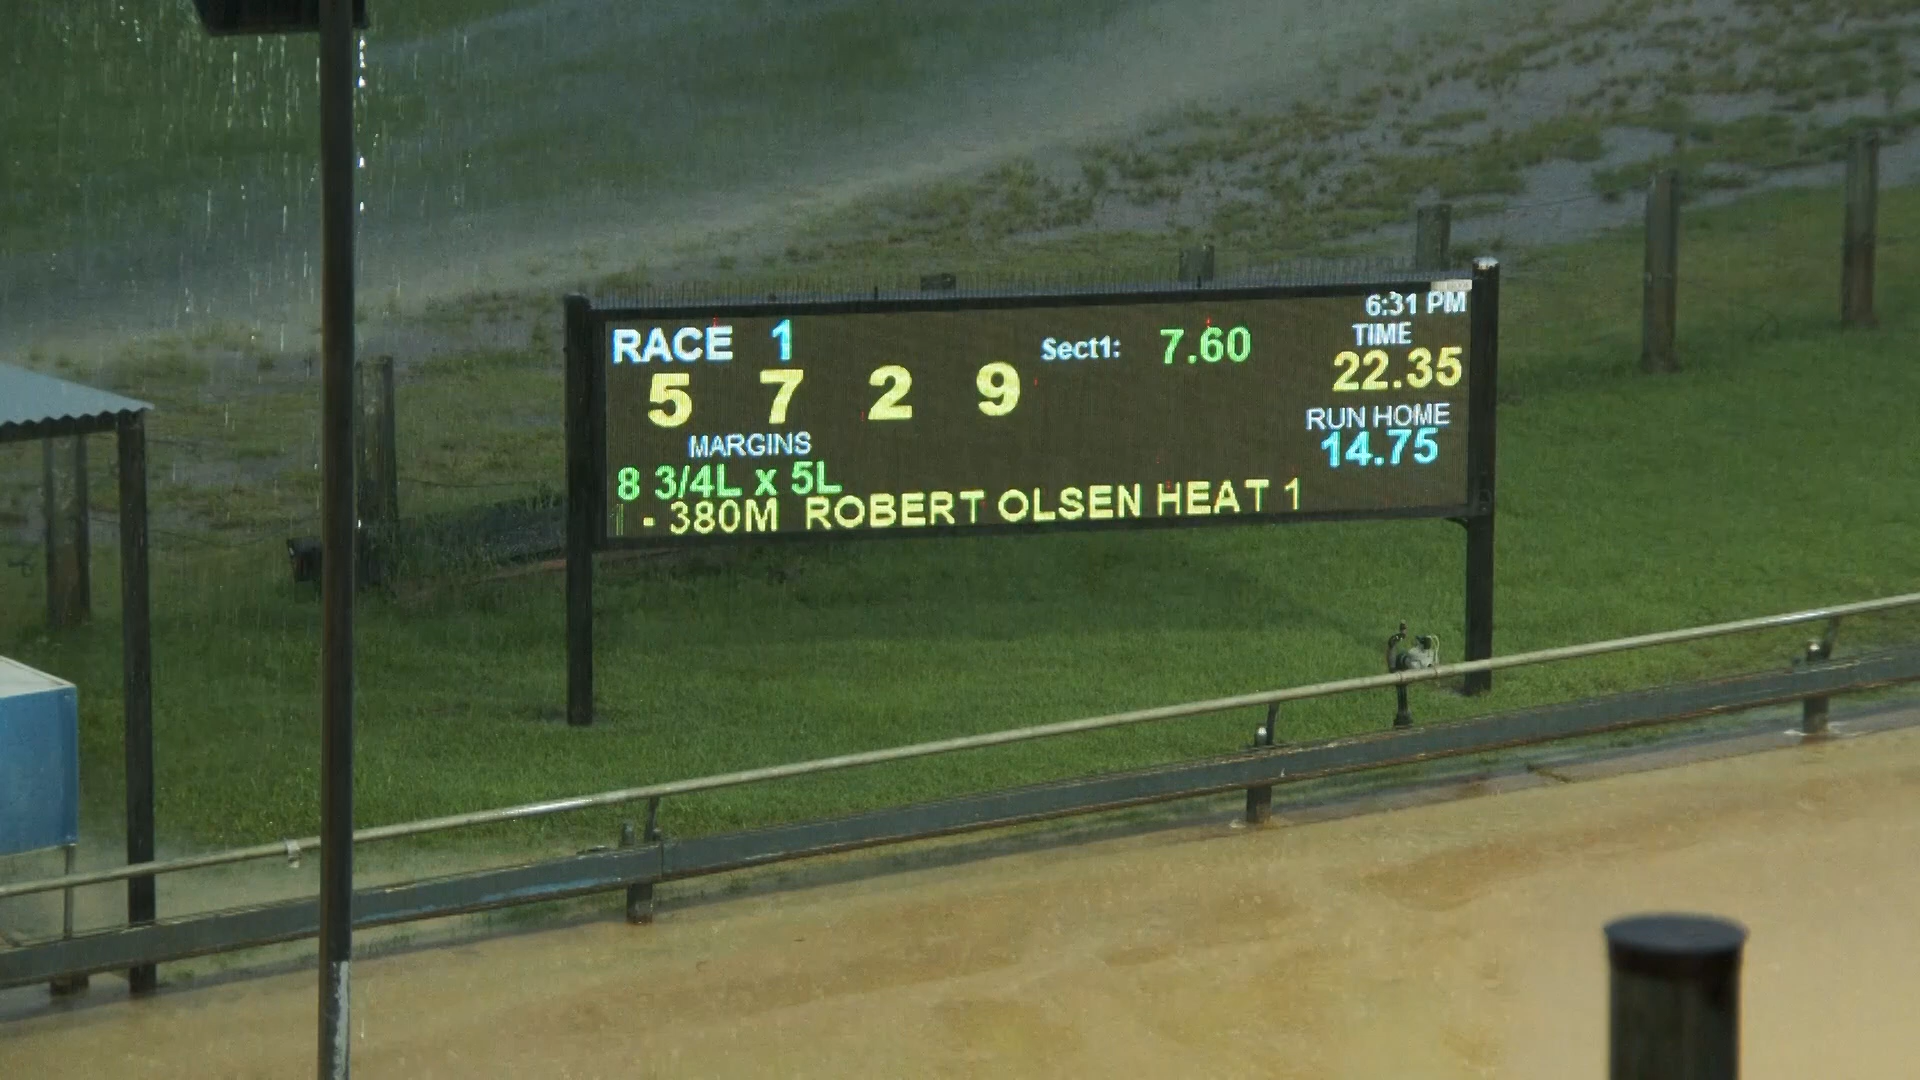 6:31 PM
RACE 1 Sect1: 7.60 TIME
5 7 2 9 22.35
MARGINS RUN HOME
8 3/4L x 5L 14.75
- 380M ROBERT OLSEN HEAT 1